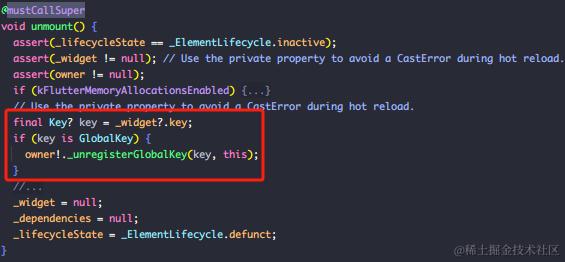 @mustCallSuper
void unmount() {
  assert(_lifecycleState == _ElementLifecycle.inactive);
  assert(_widget != null); // Use the private property to avoid a CastError during hot reload.
  assert(owner != null);
  if (kFlutterMemoryAllocationsEnabled) {...}
  // Use the private property to avoid a CastError during hot reload.
  final Key? key = _widget?.key;
  if (key is GlobalKey) {
    owner!._unregisterGlobalKey(key, this);
  }
  //...
  _widget = null;
  _dependencies = null;
  _lifecycleState = _ElementLifecycle.defunct;
}
@稀土掘金技术社区